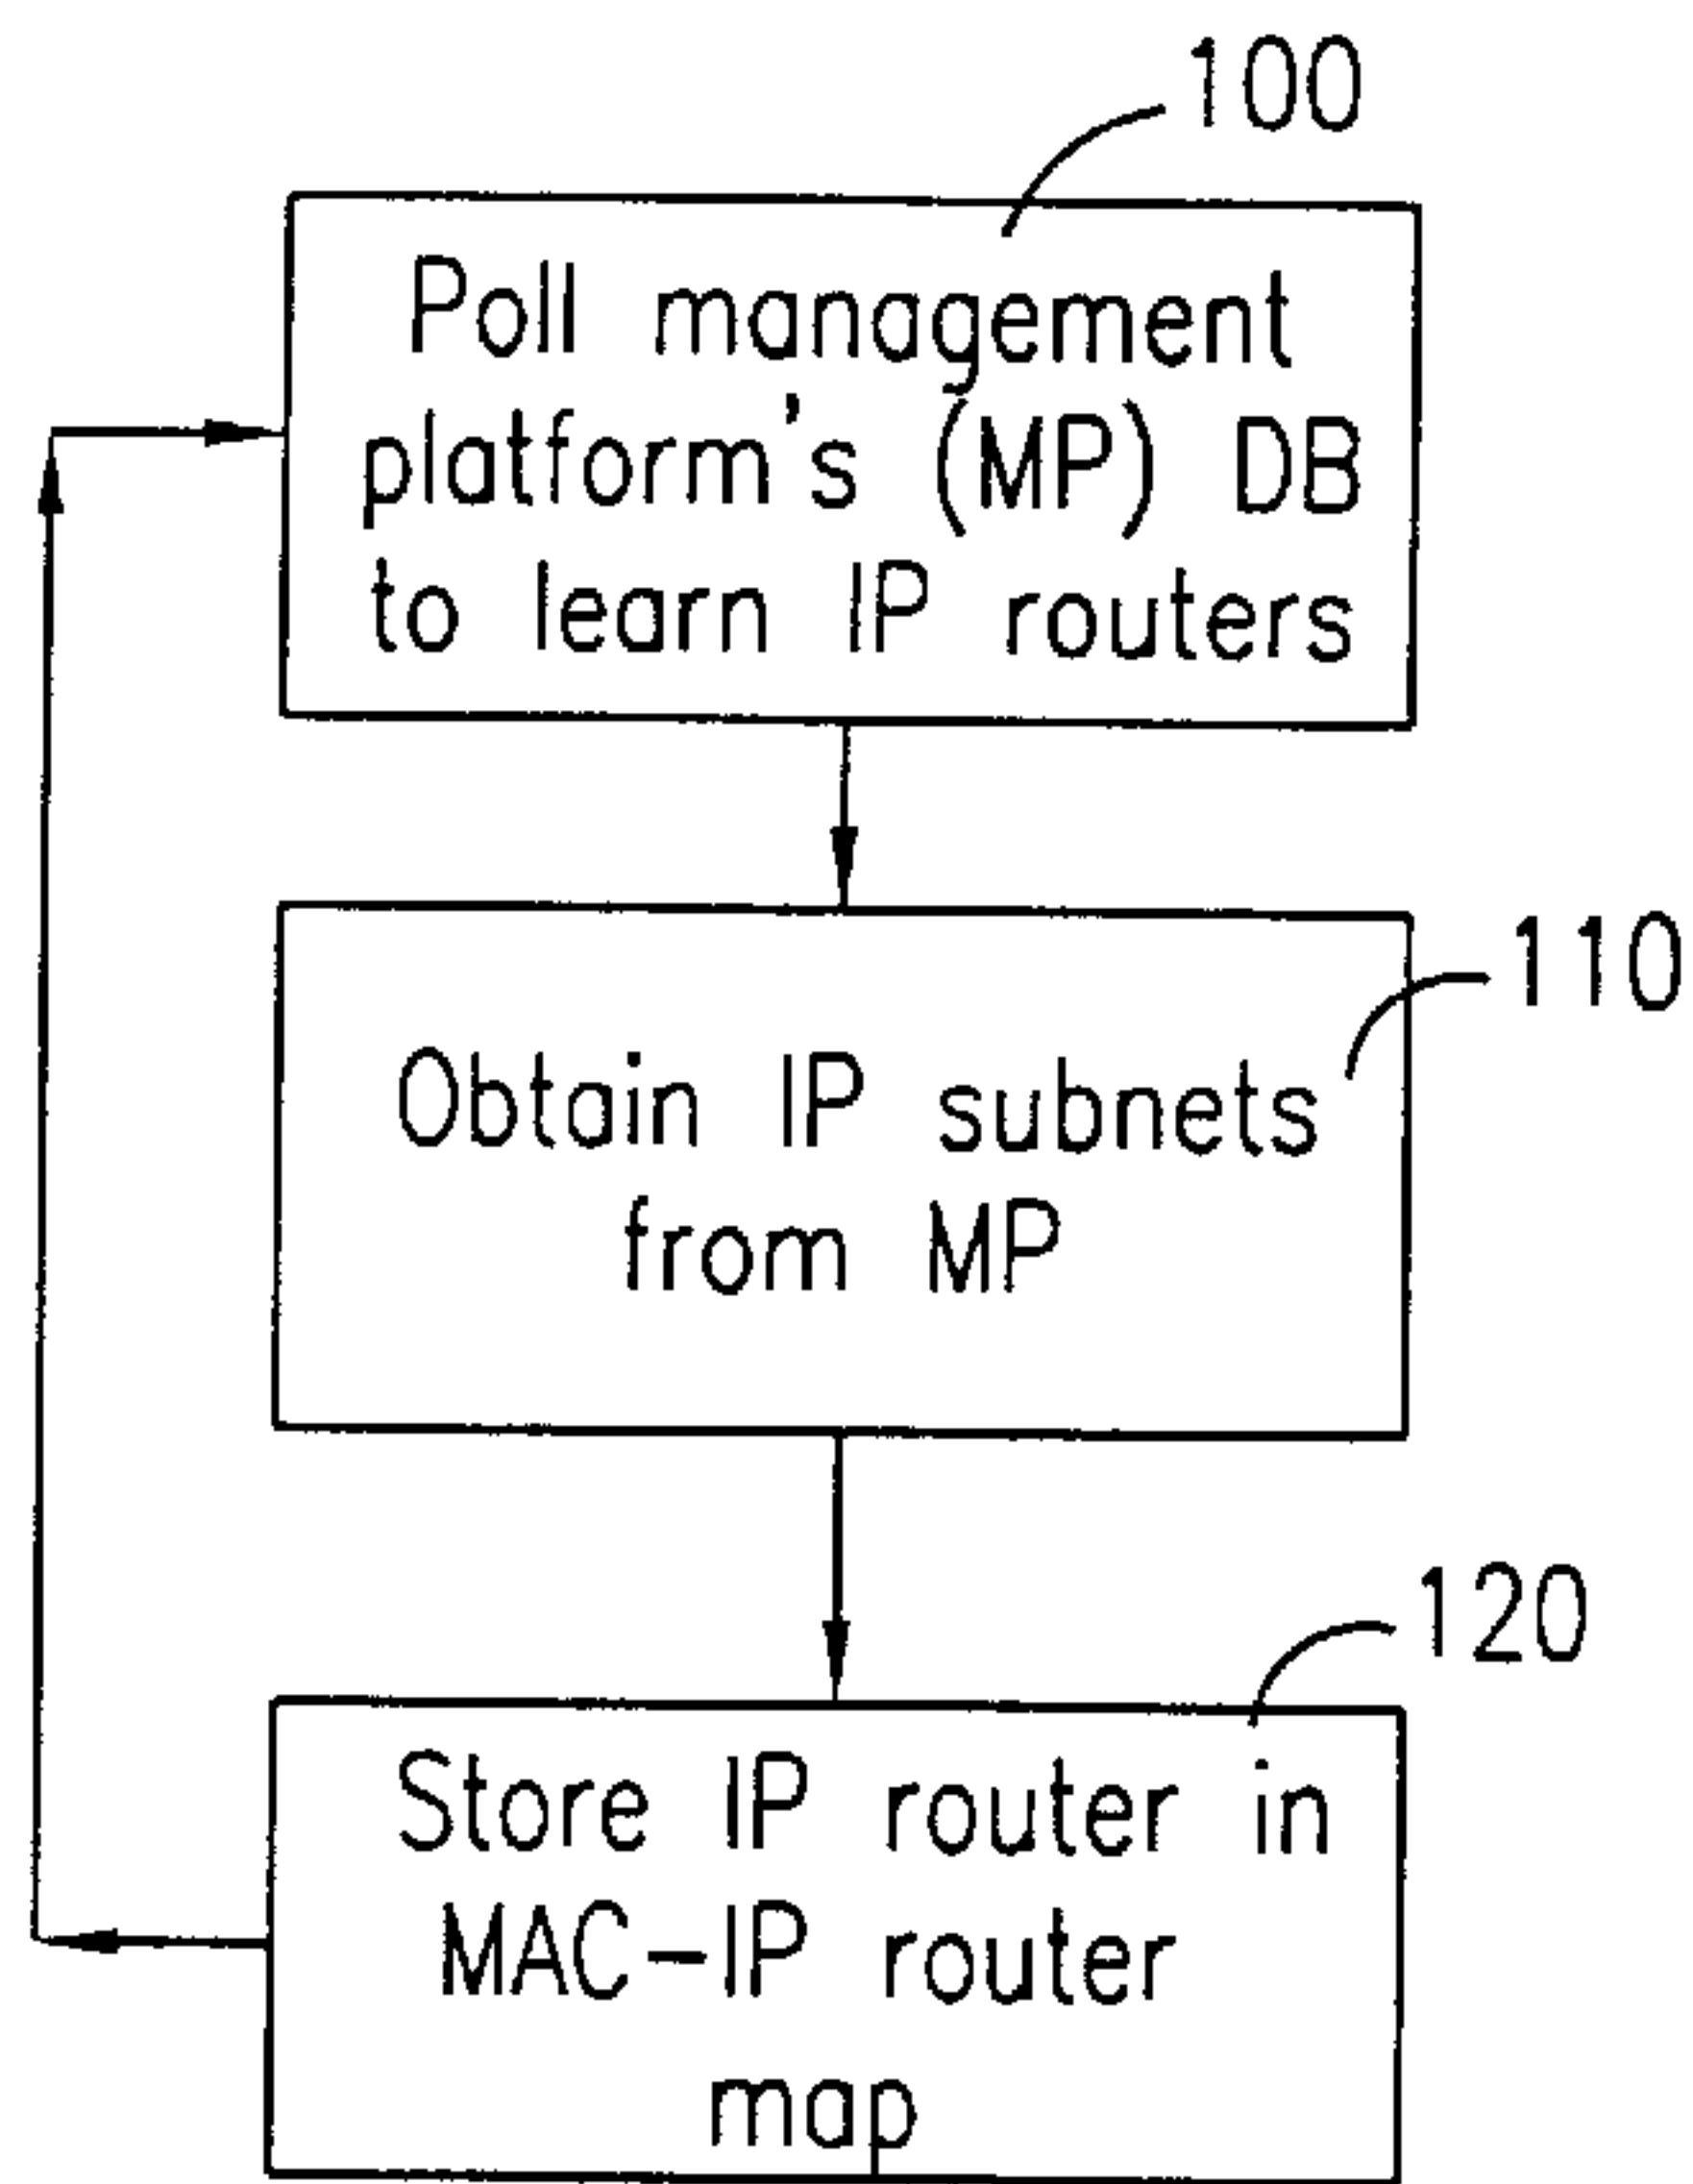 100
Poll management
platform's (MP) DB
to learn IP routers
110
Obtain IP subnets
from MP
120
Store IP router in
MAC-IP router
map